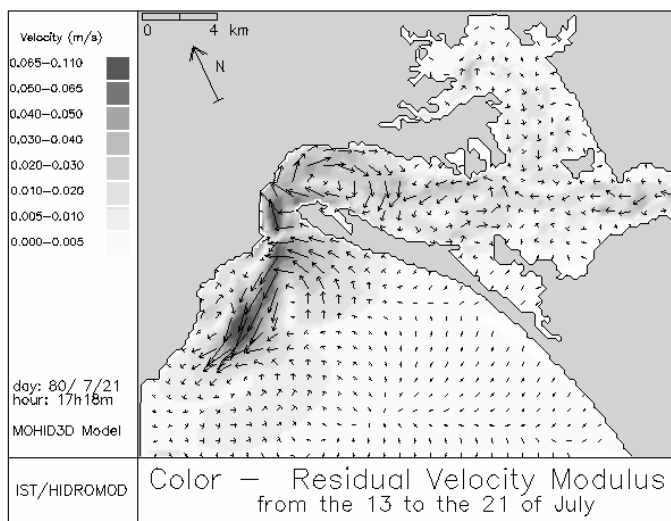 0 4 km
N
Velocity (m/s)
0.065–0.110
0.050–0.065
0.040–0.050
0.030–0.040
0.020–0.030
0.010–0.020
0.005–0.010
0.000–0.005
day: 80/ 7/21
hour: 17h18m
MOHID3D Model
IST/HIDROMOD
Color – Residual Velocity Modulus
from the 13 to the 21 of July